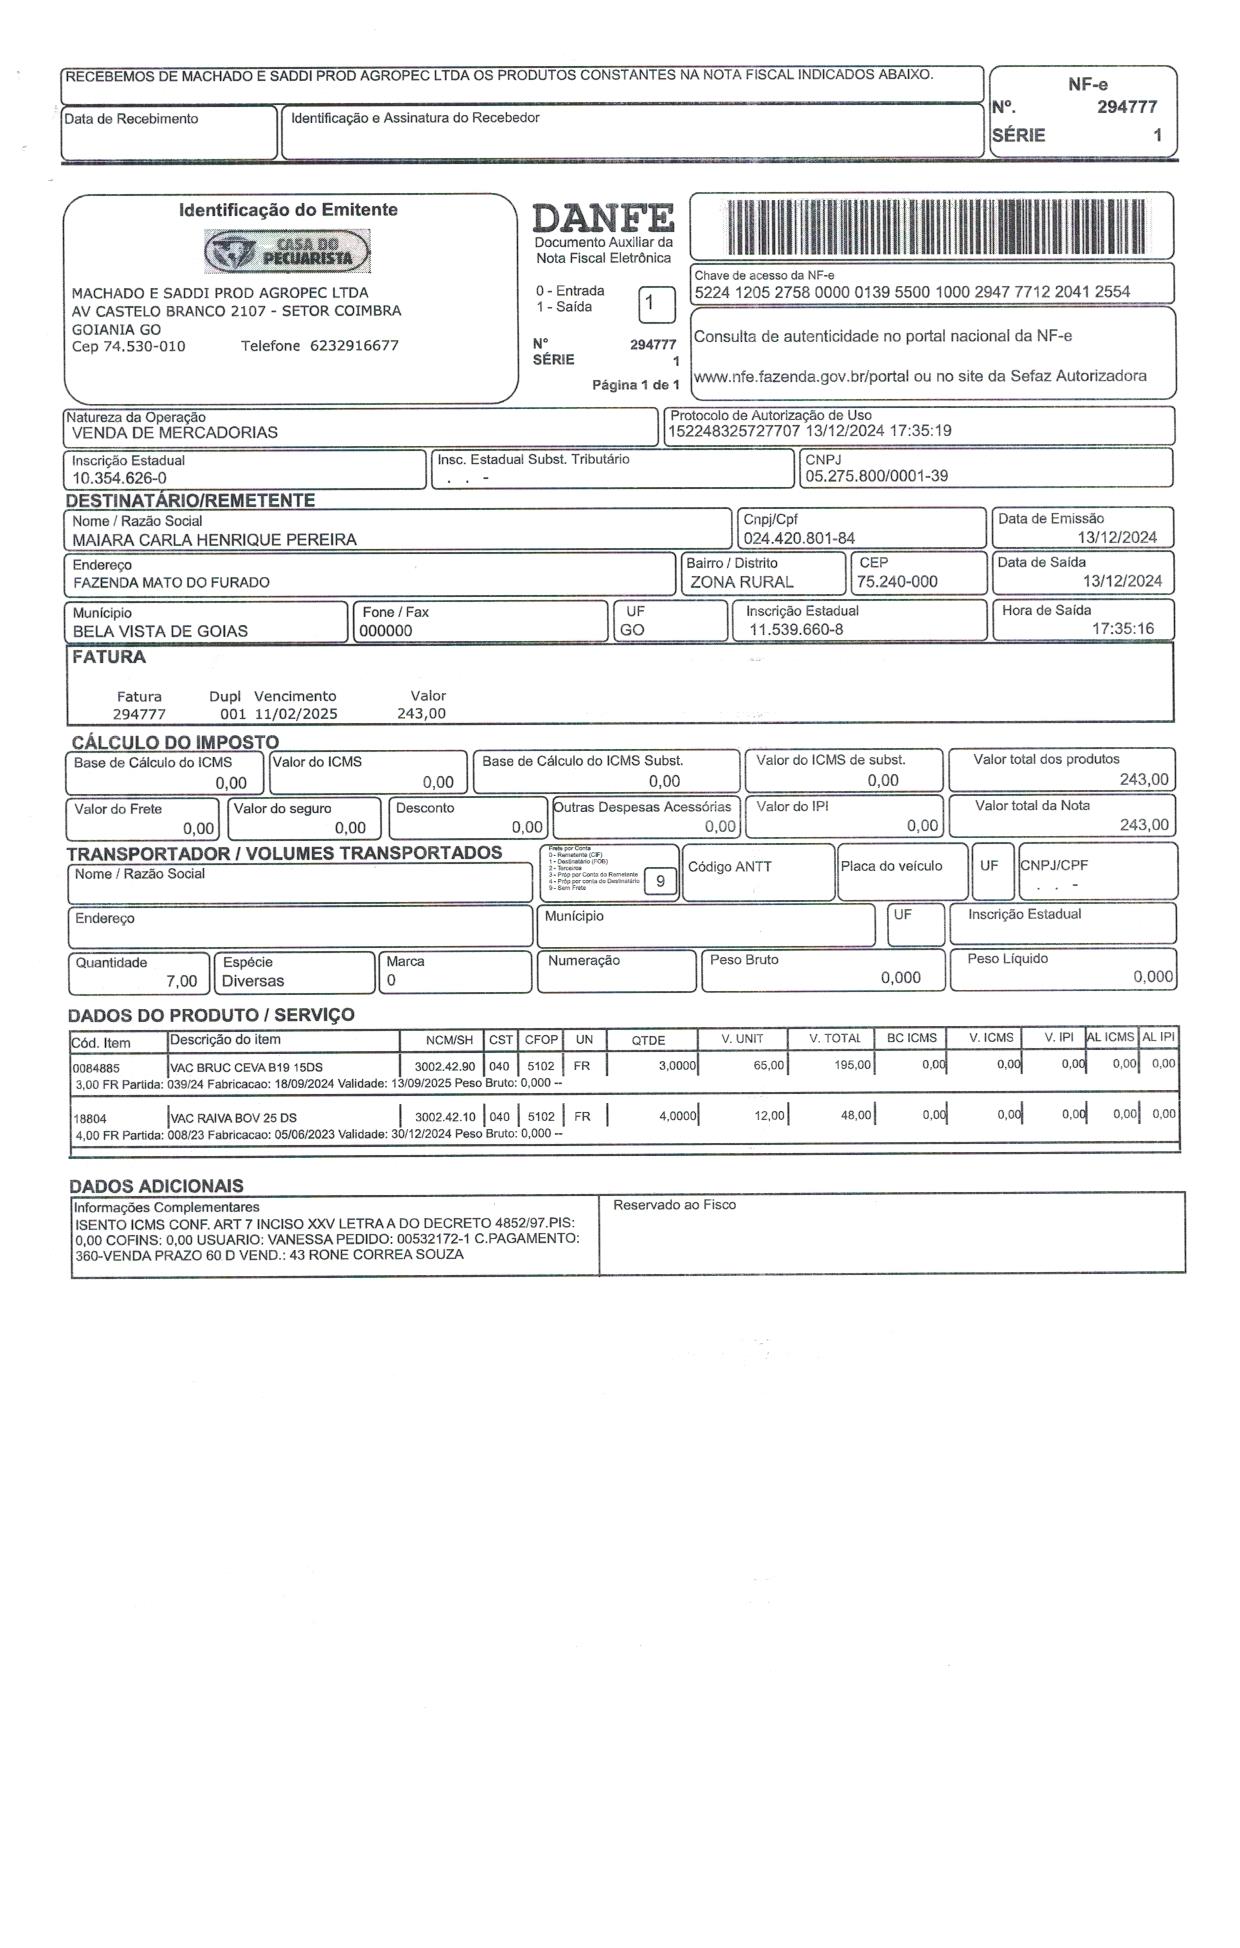 RECEBEMOS DE MACHADO E SADDI PROD AGROPEC LTDA OS PRODUTOS CONSTANTES NA NOTA FISCAL INDICADOS ABAIXO.
Data de Recebimento
Identificação e Assinatura do Recebedor
NF-e
Nº. 294777
SÉRIE 1
Identificação do Emitente
CASA DO
PECUARISTA
MACHADO E SADDI PROD AGROPEC LTDA
AV CASTELO BRANCO 2107 - SETOR COIMBRA
GOIANIA GO
Cep 74.530-010 Telefone 6232916677
DANFE
Documento Auxiliar da
Nota Fiscal Eletrônica
0 - Entrada
1 - Saída
1
Nº 294777
SÉRIE 1
Página 1 de 1
Chave de acesso da NF-e
5224 1205 2758 0000 0139 5500 1000 2947 7712 2041 2554
Consulta de autenticidade no portal nacional da NF-e
www.nfe.fazenda.gov.br/portal ou no site da Sefaz Autorizadora
Natureza da Operação
VENDA DE MERCADORIAS
Protocolo de Autorização de Uso
152248325727707 13/12/2024 17:35:19
Inscrição Estadual
10.354.626-0
Insc. Estadual Subst. Tributário
. . -
CNPJ
05.275.800/0001-39
DESTINATÁRIO/REMETENTE
Nome / Razão Social
MAIARA CARLA HENRIQUE PEREIRA
Cnpj/Cpf
024.420.801-84
Data de Emissão
13/12/2024
Endereço
FAZENDA MATO DO FURADO
Bairro / Distrito
ZONA RURAL
CEP
75.240-000
Data de Saída
13/12/2024
Município
BELA VISTA DE GOIAS
Fone / Fax
000000
UF
GO
Inscrição Estadual
11.539.660-8
Hora de Saída
17:35:16
FATURA
Fatura Dupl Vencimento Valor
294777 001 11/02/2025 243,00
CÁLCULO DO IMPOSTO
Base de Cálculo do ICMS
0,00
Valor do ICMS
0,00
Base de Cálculo do ICMS Subst.
0,00
Valor do ICMS de subst.
0,00
Valor total dos produtos
243,00
Valor do Frete
0,00
Valor do seguro
0,00
Desconto
0,00
Outras Despesas Acessórias
0,00
Valor do IPI
0,00
Valor total da Nota
243,00
TRANSPORTADOR / VOLUMES TRANSPORTADOS
Nome / Razão Social
Frete por Conta
0 - Remetente (CIF)
1 - Destinatário (FOB)
2 - Terceiros
3 - Próp por Conta do Remetente
4 - Próp por conta do Destinatário
9 - Sem Frete
9
Código ANTT
Placa do veículo
UF
CNPJ/CPF
. . -
Endereço
Município
UF
Inscrição Estadual
Quantidade
7,00
Espécie
Diversas
Marca
0
Numeração
Peso Bruto
0,000
Peso Líquido
0,000
DADOS DO PRODUTO / SERVIÇO
Cód. Item Descrição do item NCM/SH CST CFOP UN QTDE V. UNIT V. TOTAL BC ICMS V. ICMS V. IPI AL ICMS AL IPI
0084885 VAC BRUC CEVA B19 15DS 3002.42.90 040 5102 FR 3,0000 65,00 195,00 0,00 0,00 0,00 0,00 0,00
3,00 FR Partida: 039/24 Fabricacao: 18/09/2024 Validade: 13/09/2025 Peso Bruto: 0,000 --
18804 VAC RAIVA BOV 25 DS 3002.42.10 040 5102 FR 4,0000 12,00 48,00 0,00 0,00 0,00 0,00 0,00
4,00 FR Partida: 008/23 Fabricacao: 05/06/2023 Validade: 30/12/2024 Peso Bruto: 0,000 --
DADOS ADICIONAIS
Informações Complementares
ISENTO ICMS CONF. ART 7 INCISO XXV LETRA A DO DECRETO 4852/97.PIS:
0,00 COFINS: 0,00 USUARIO: VANESSA PEDIDO: 00532172-1 C.PAGAMENTO:
360-VENDA PRAZO 60 D VEND.: 43 RONE CORREA SOUZA
Reservado ao Fisco